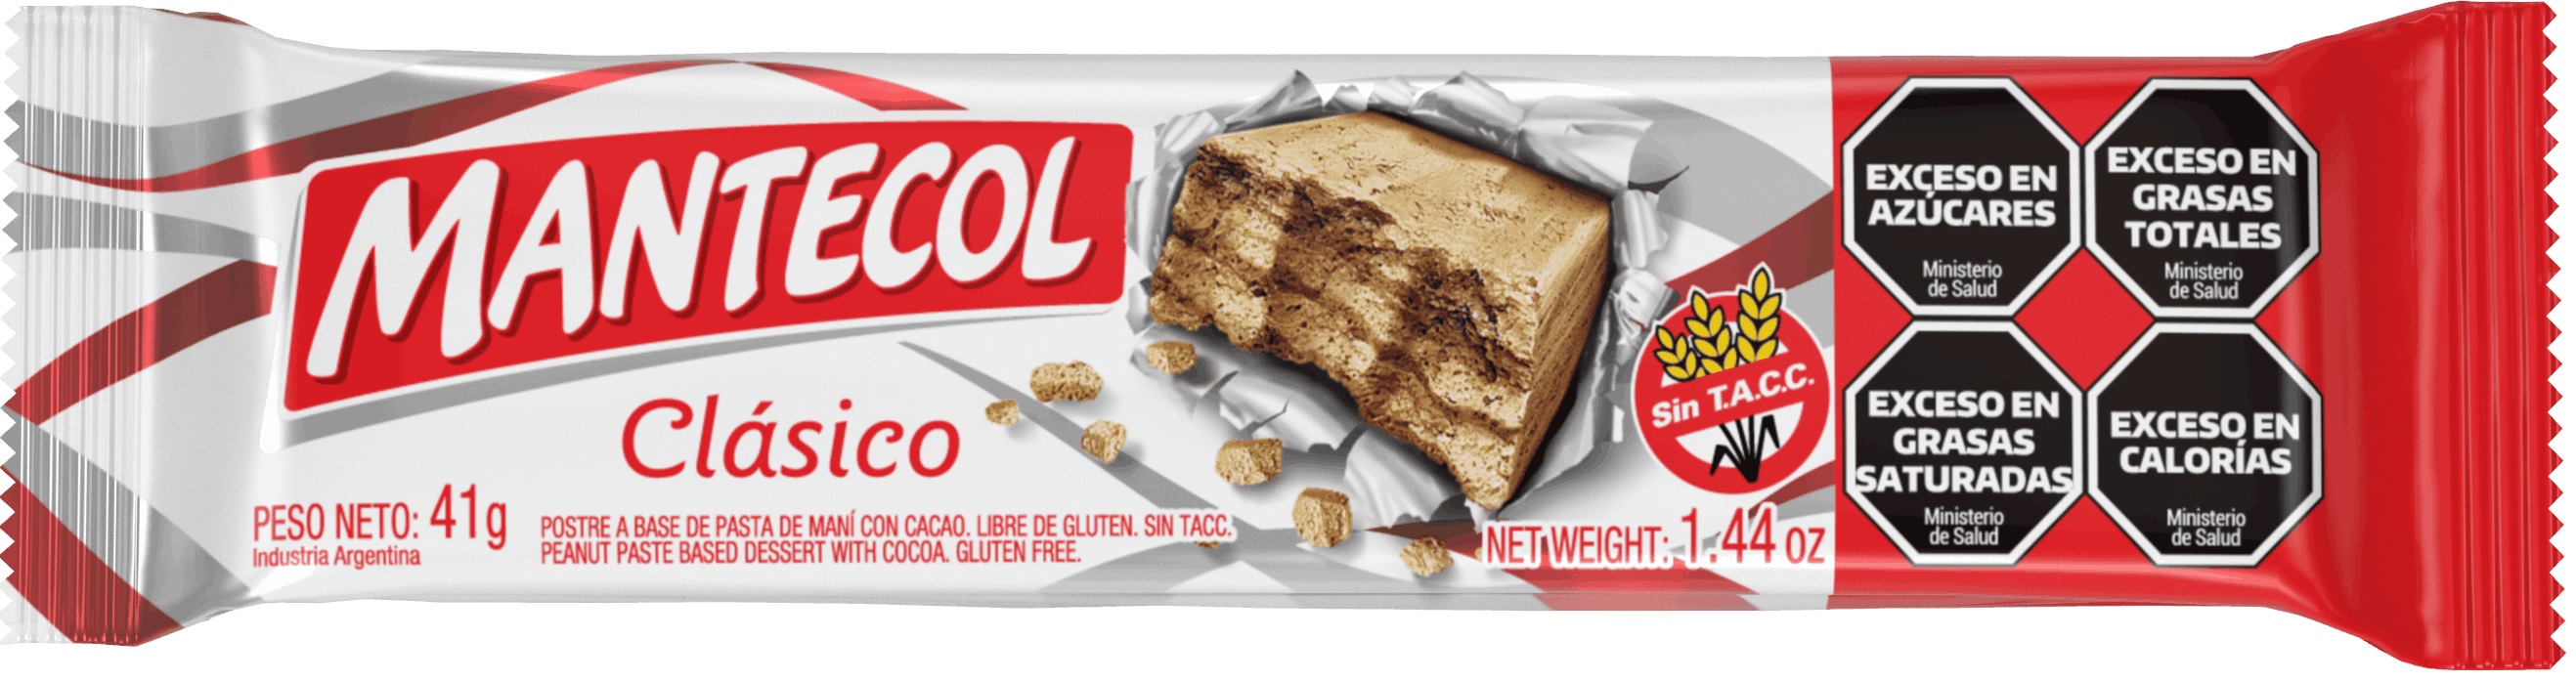 MANTECOL
Clásico
PESO NETO: 41g
Industria Argentina
POSTRE A BASE DE PASTA DE MANÍ CON CACAO. LIBRE DE GLUTEN. SIN TACC.
PEANUT PASTE BASED DESSERT WITH COCOA. GLUTEN FREE.
Sin T.A.C.C.
NET WEIGHT: 1.44 oz
EXCESO EN
AZÚCARES
Ministerio
de Salud
EXCESO EN
GRASAS
TOTALES
Ministerio
de Salud
EXCESO EN
GRASAS
SATURADAS
Ministerio
de Salud
EXCESO EN
CALORÍAS
Ministerio
de Salud